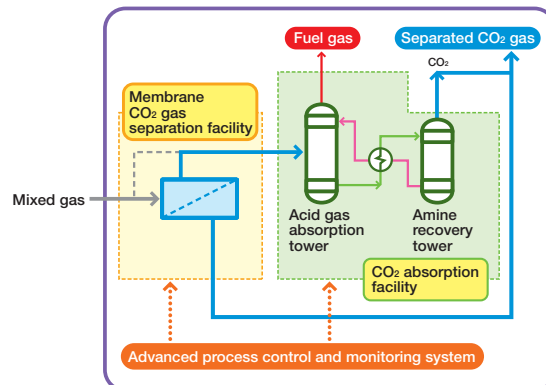 Fuel gas
Separated CO₂ gas
CO₂
Membrane
CO₂ gas
separation facility
Mixed gas
Acid gas
absorption
tower
Amine
recovery
tower
CO₂ absorption
facility
Advanced process control and monitoring system